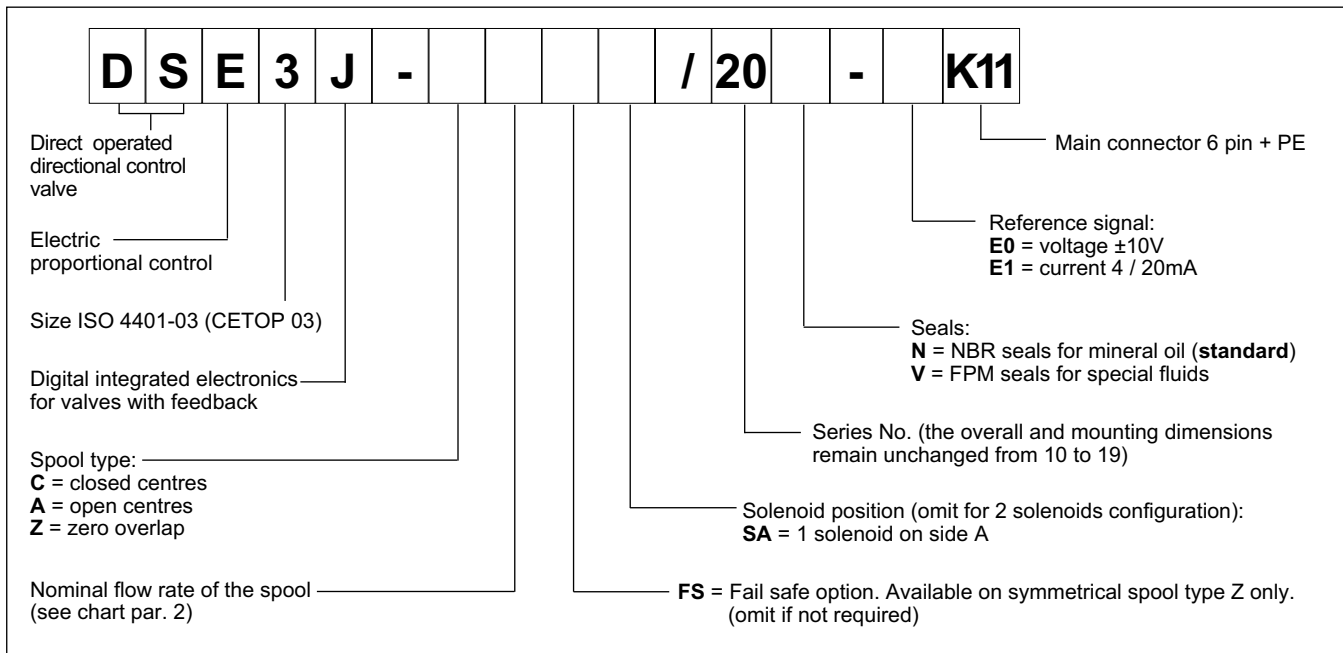 D S E 3 J - / 20 - K11
Direct operated
directional control
valve
Electric
proportional control
Size ISO 4401-03 (CETOP 03)
Digital integrated electronics
for valves with feedback
Spool type:
C = closed centres
A = open centres
Z = zero overlap
Nominal flow rate of the spool
(see chart par. 2)
Main connector 6 pin + PE
Reference signal:
E0 = voltage ±10V
E1 = current 4 / 20mA
Seals:
N = NBR seals for mineral oil (standard)
V = FPM seals for special fluids
Series No. (the overall and mounting dimensions
remain unchanged from 10 to 19)
Solenoid position (omit for 2 solenoids configuration):
SA = 1 solenoid on side A
FS = Fail safe option. Available on symmetrical spool type Z only.
(omit if not required)